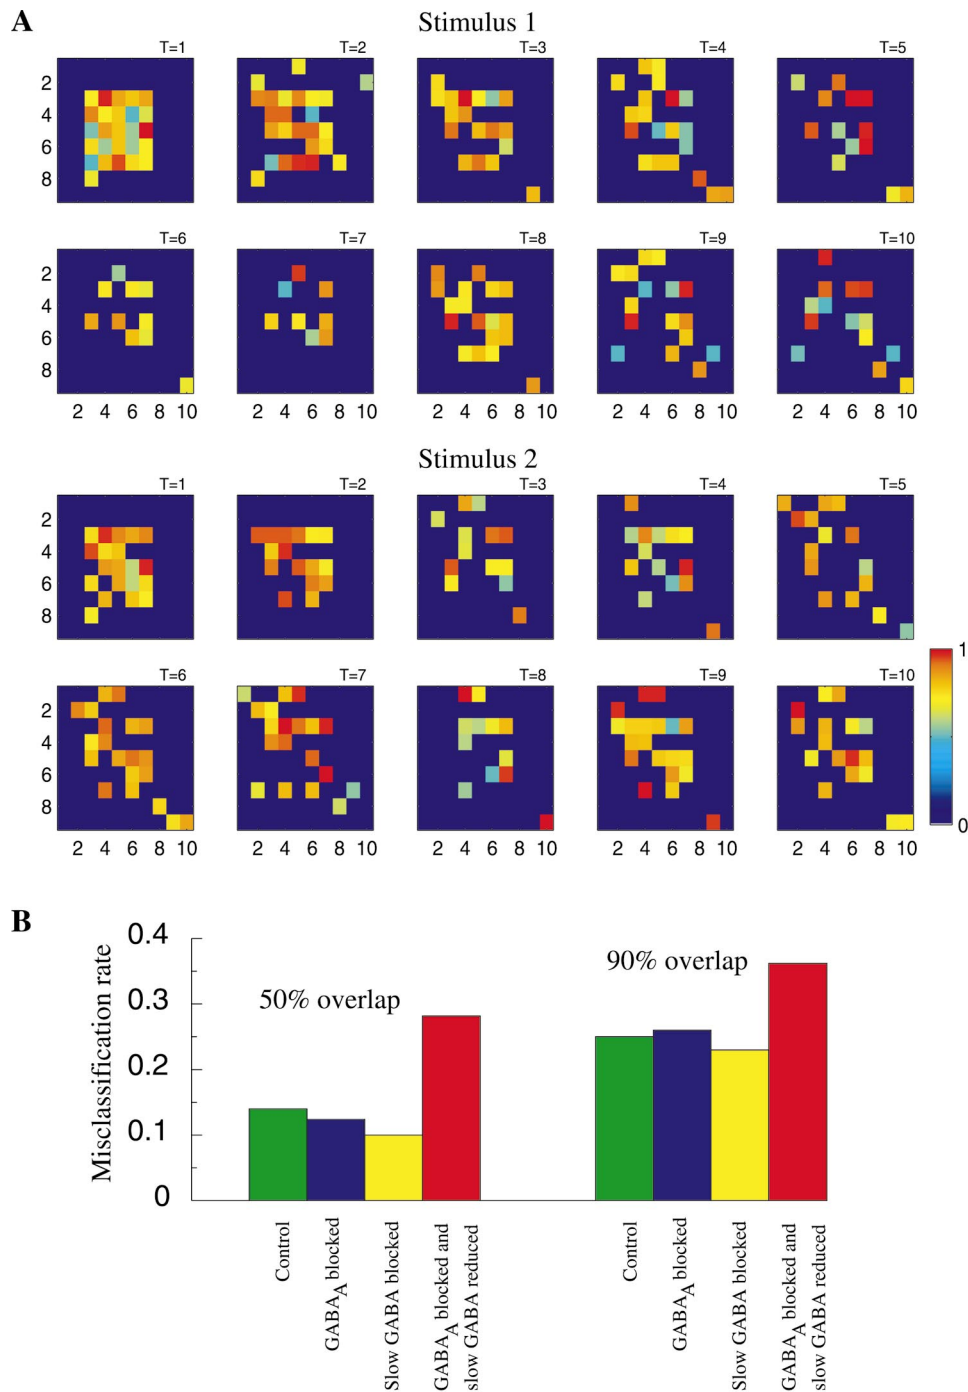 A
Stimulus 1
T=1 T=2 T=3 T=4 T=5
2
4
6
8
T=6 T=7 T=8 T=9 T=10
2
4
6
8
2 4 6 8 10 2 4 6 8 10 2 4 6 8 10 2 4 6 8 10 2 4 6 8 10
Stimulus 2
T=1 T=2 T=3 T=4 T=5
2
4
6
8
1
0
T=6 T=7 T=8 T=9 T=10
2
4
6
8
2 4 6 8 10 2 4 6 8 10 2 4 6 8 10 2 4 6 8 10 2 4 6 8 10
B
Misclassification rate
0.4
0.3
0.2
0.1
0
50% overlap
90% overlap
Control
GABAA blocked
Slow GABA blocked
GABAA blocked and
slow GABA reduced
Control
GABAA blocked
Slow GABA blocked
GABAA blocked and
slow GABA reduced